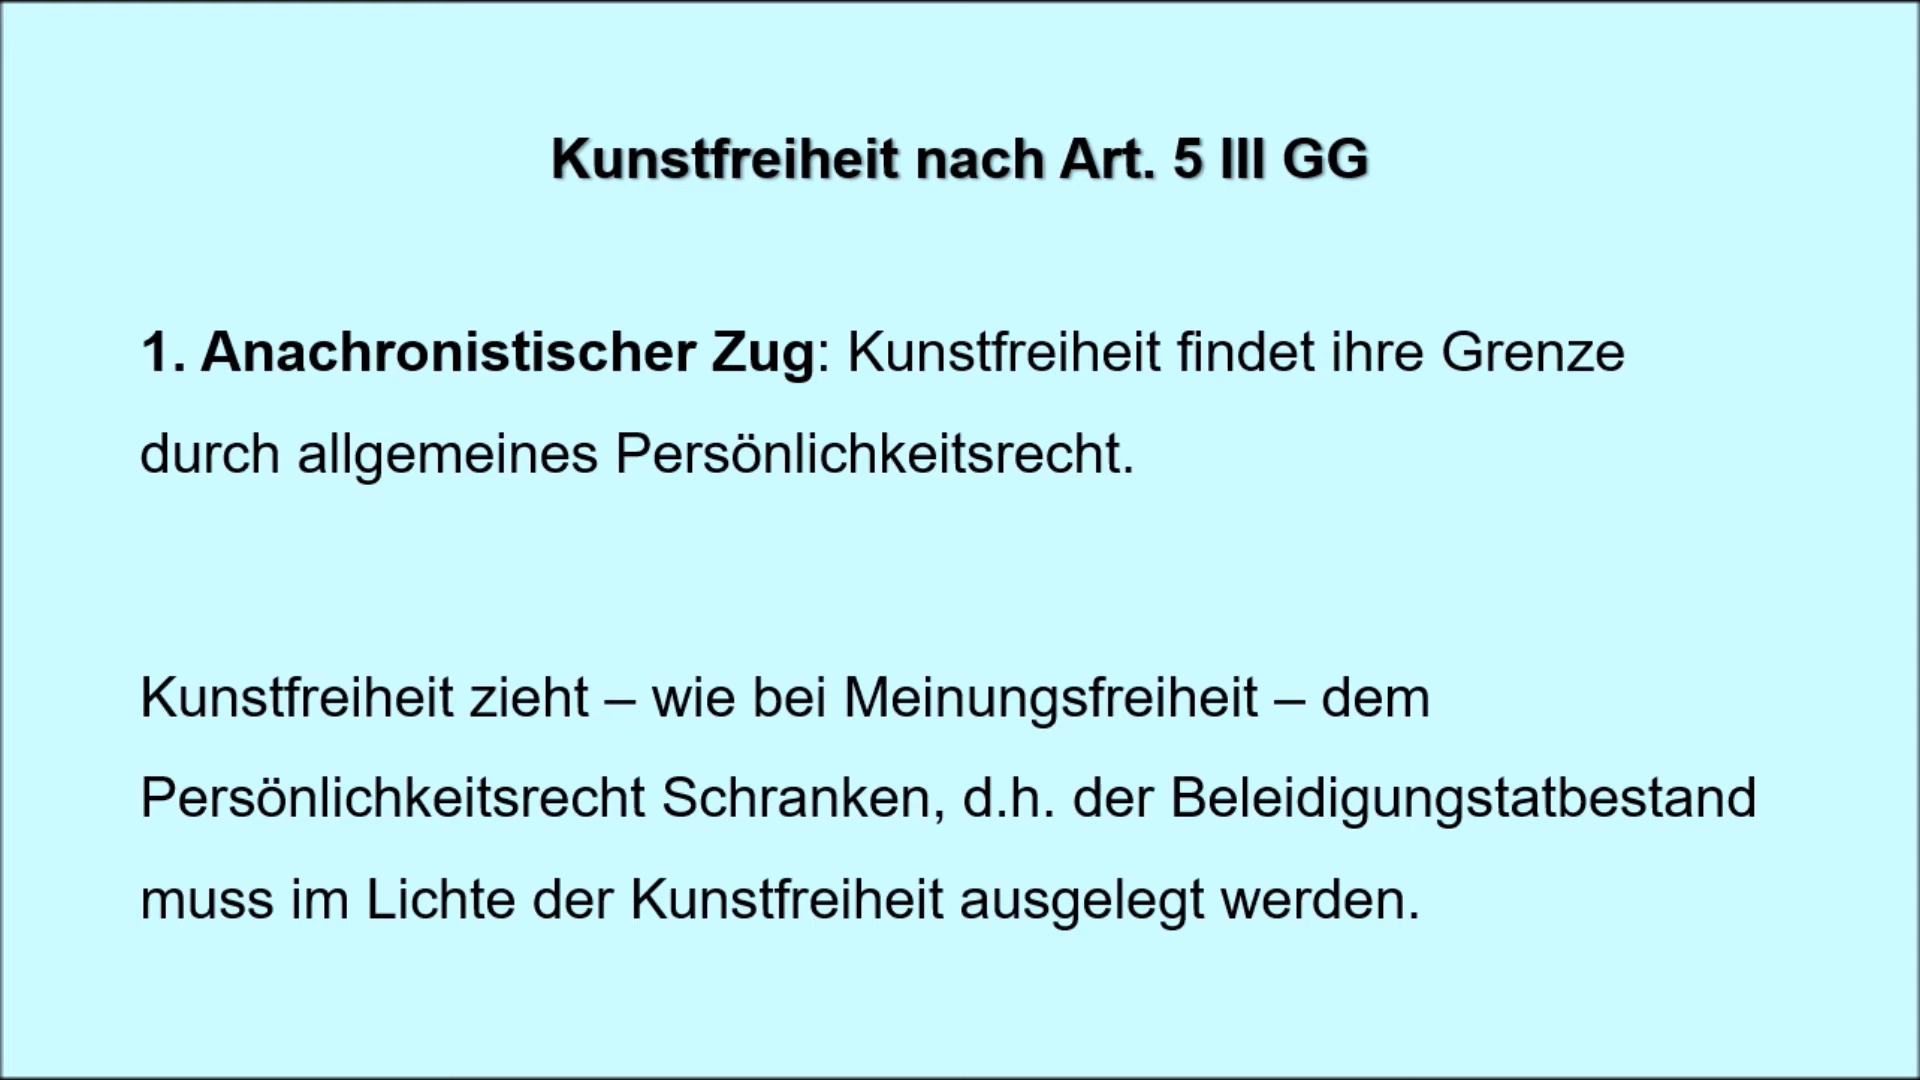 Kunstfreiheit nach Art. 5 III GG
1. Anachronistischer Zug: Kunstfreiheit findet ihre Grenze
durch allgemeines Persönlichkeitsrecht.
Kunstfreiheit zieht – wie bei Meinungsfreiheit – dem
Persönlichkeitsrecht Schranken, d.h. der Beleidigungstatbestand
muss im Lichte der Kunstfreiheit ausgelegt werden.